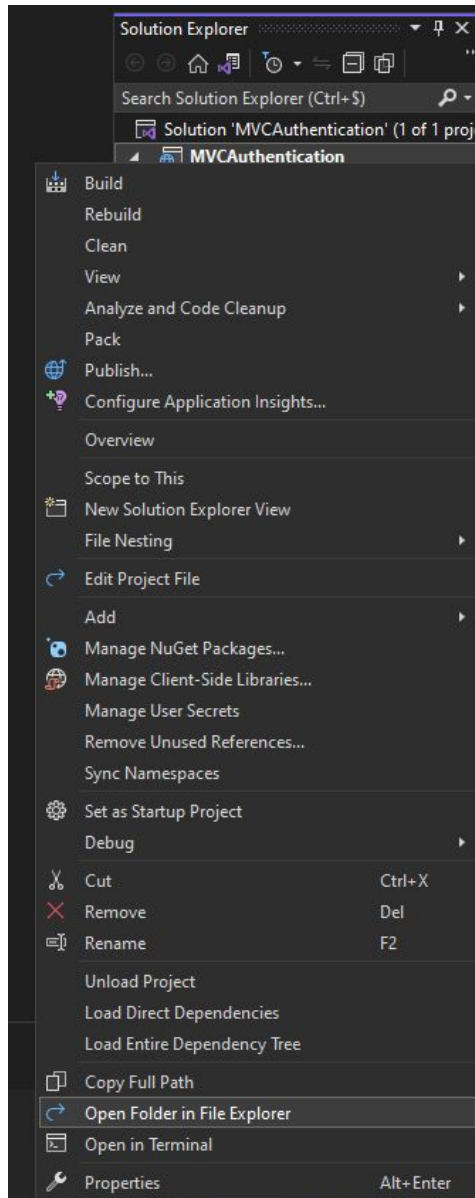 Solution Explorer
Search Solution Explorer (Ctrl+$)
Solution 'MVCAuthentication' (1 of 1 proj
MVCAuthentication
Build
Rebuild
Clean
View
Analyze and Code Cleanup
Pack
Publish...
Configure Application Insights...
Overview
Scope to This
New Solution Explorer View
File Nesting
Edit Project File
Add
Manage NuGet Packages...
Manage Client-Side Libraries...
Manage User Secrets
Remove Unused References...
Sync Namespaces
Set as Startup Project
Debug
Cut Ctrl+X
Remove Del
Rename F2
Unload Project
Load Direct Dependencies
Load Entire Dependency Tree
Copy Full Path
Open Folder in File Explorer
Open in Terminal
Properties Alt+Enter